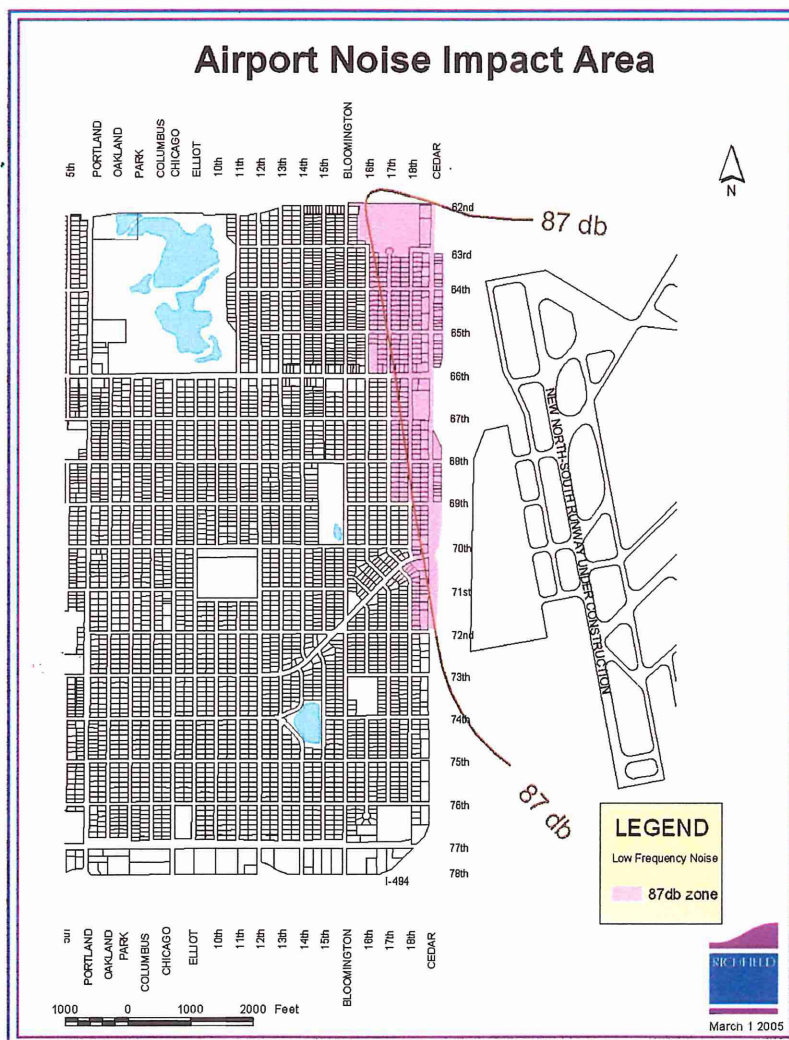 Airport Noise Impact Area
5th
PORTLAND
OAKLAND
PARK
COLUMBUS
CHICAGO
ELLIOT
10th
11th
12th
13th
14th
15th
BLOOMINGTON
16th
17th
18th
CEDAR
N
62nd
87 db
63rd
64th
65th
66th
67th
68th
69th
70th
71st
72nd
73rd
74th
75th
76th
77th
78th
NEW NORTH-SOUTH RUNWAY UNDER CONSTRUCTION
87 db
I-494
LEGEND
Low Frequency Noise
87db zone
PORTLAND
OAKLAND
PARK
COLUMBUS
CHICAGO
ELLIOT
10th
11th
12th
13th
14th
15th
BLOOMINGTON
16th
17th
18th
CEDAR
RICHFIELD
1000 0 1000 2000 Feet
March 1 2005